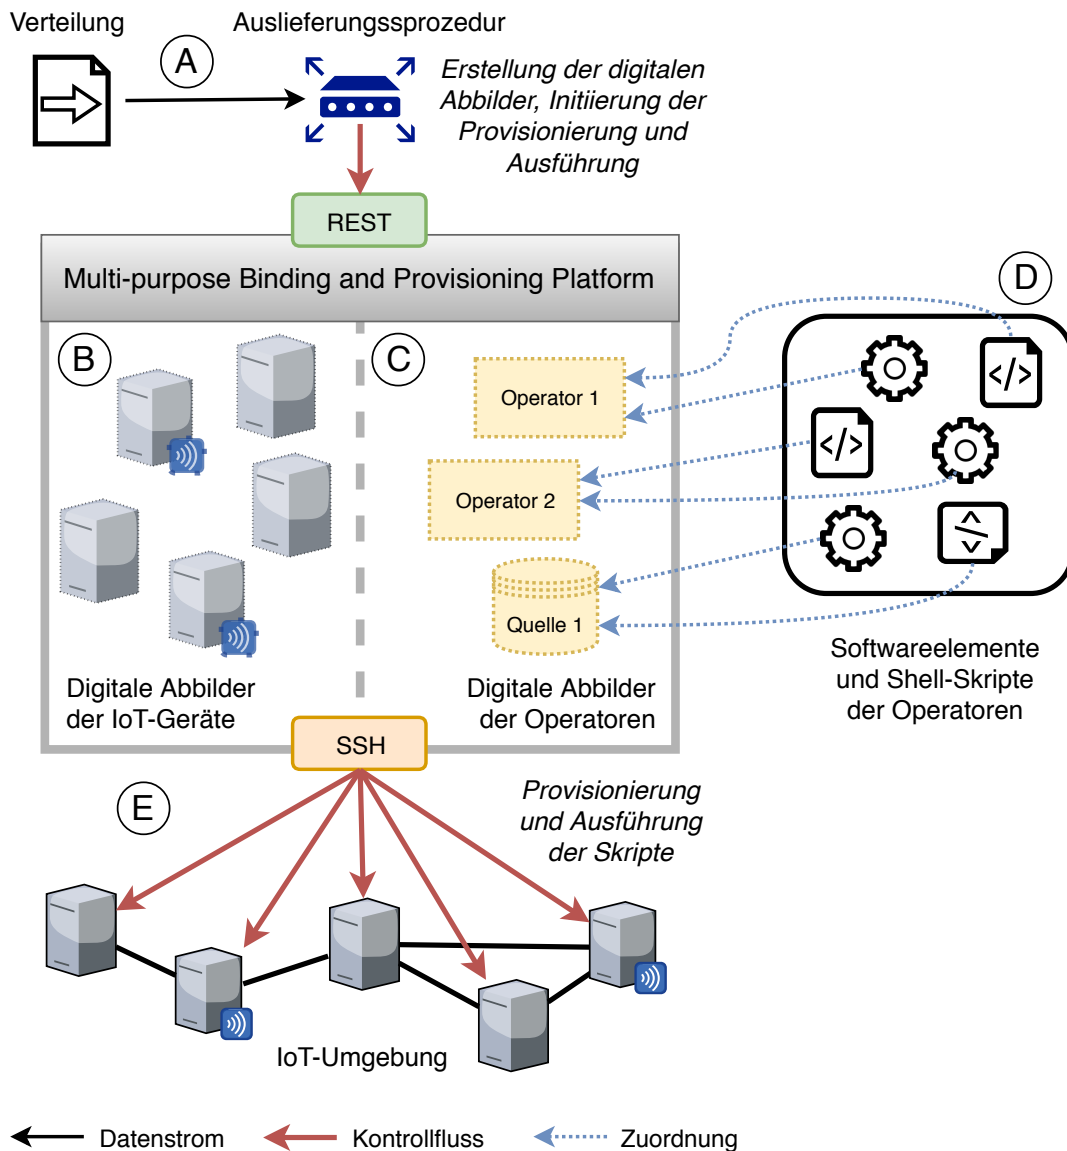 Verteilung
A
Auslieferungssprozedur
Erstellung der digitalen
Abbilder, Initiierung der
Provisionierung und
Ausführung
REST
Multi-purpose Binding and Provisioning Platform
D
B
C
Operator 1
</>
</>
Operator 2
</>
Quelle 1
Digitale Abbilder
der IoT-Geräte
Digitale Abbilder
der Operatoren
Softwareelemente
und Shell-Skripte
der Operatoren
SSH
E
Provisionierung
und Ausführung
der Skripte
IoT-Umgebung
Datenstrom
Kontrollfluss
Zuordnung